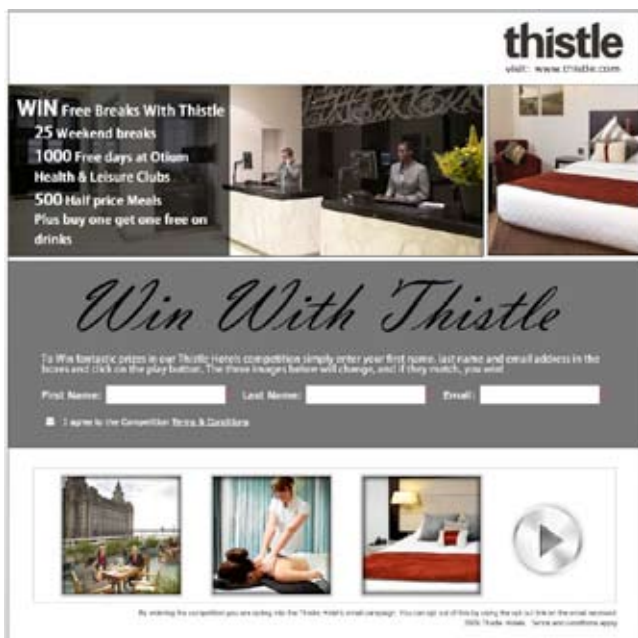 thistle
visit: www.thistle.com
WIN Free Breaks With Thistle
25 Weekend breaks
1000 Free days at Otium
Health & Leisure Clubs
500 Half price Meals
Plus buy one get one free on
drinks
Win With Thistle
To Win fantastic prizes in our Thistle Hotels competition simply enter your first name, last name and email address in the
boxes and click on the play button. The three images below will change, and if they match, you win!
First Name:
Last Name:
Email:
I agree to the Competition Terms & Conditions
By entering the competition you are opting into the Thistle Hotel's email campaign. You can opt out of this by using the opt out link on the email received.
Thistle Hotels. Terms and conditions apply